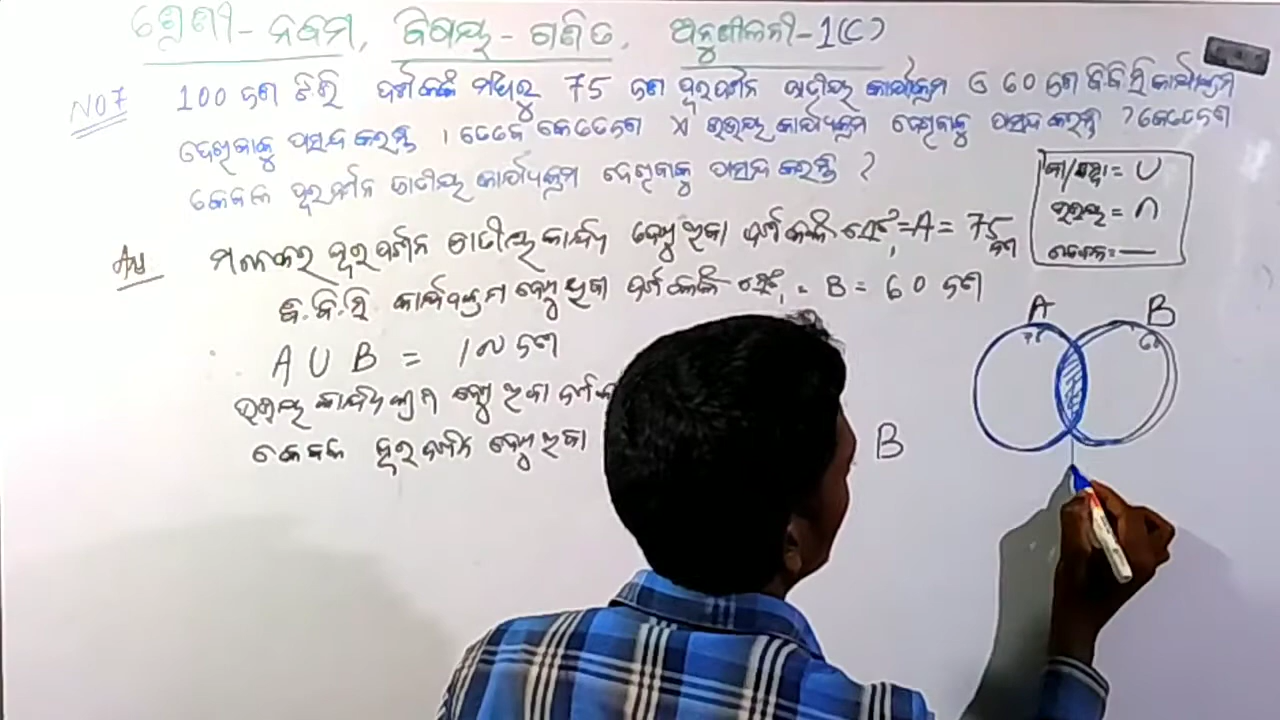 ଶ୍ରେଣୀ - ନବମ, ବିଷୟ - ଗଣିତ, ଅନୁଶୀଳନୀ - 1(C)
NO 7 100 ଜଣ ଟି.ଭି ଦର୍ଶକଙ୍କ ମଧ୍ୟରୁ 75 ଜଣ ଦୂରଦର୍ଶନ ଜାତୀୟ କାର୍ଯ୍ୟକ୍ରମ ଓ 60 ଜଣ ବିବିସି କାର୍ଯ୍ୟକ୍ରମ
ଦେଖିବାକୁ ପସନ୍ଦ କରନ୍ତି । ତେବେ କେତେଜଣ ଉଭୟ କାର୍ଯ୍ୟକ୍ରମ ଦେଖିବାକୁ ପସନ୍ଦ କରନ୍ତି ? କେତେଜଣ
କେବଳ ଦୂରଦର୍ଶନ ଜାତୀୟ କାର୍ଯ୍ୟକ୍ରମ ଦେଖିବାକୁ ପସନ୍ଦ କରନ୍ତି ?
= U
ଉଭୟ = ∩
= —
Ans ମନେକର ଦୂରଦର୍ଶନ ଜାତୀୟ କାର୍ଯ୍ୟ ଦେଖୁଥିବା ଦର୍ଶକଙ୍କ ସେଟ୍ = A = 75 ଜଣ
ବି.ବି.ସି କାର୍ଯ୍ୟକ୍ରମ ଦେଖୁଥିବା ଦର୍ଶକଙ୍କ ସେଟ୍ = B = 60 ଜଣ
A U B = 100 ଜଣ
ଉଭୟ କାର୍ଯ୍ୟକ୍ରମ ଦେଖୁଥିବା
କେବଳ ଦୂରଦର୍ଶନ ଦେଖୁଥିବା
B
A B
75 60